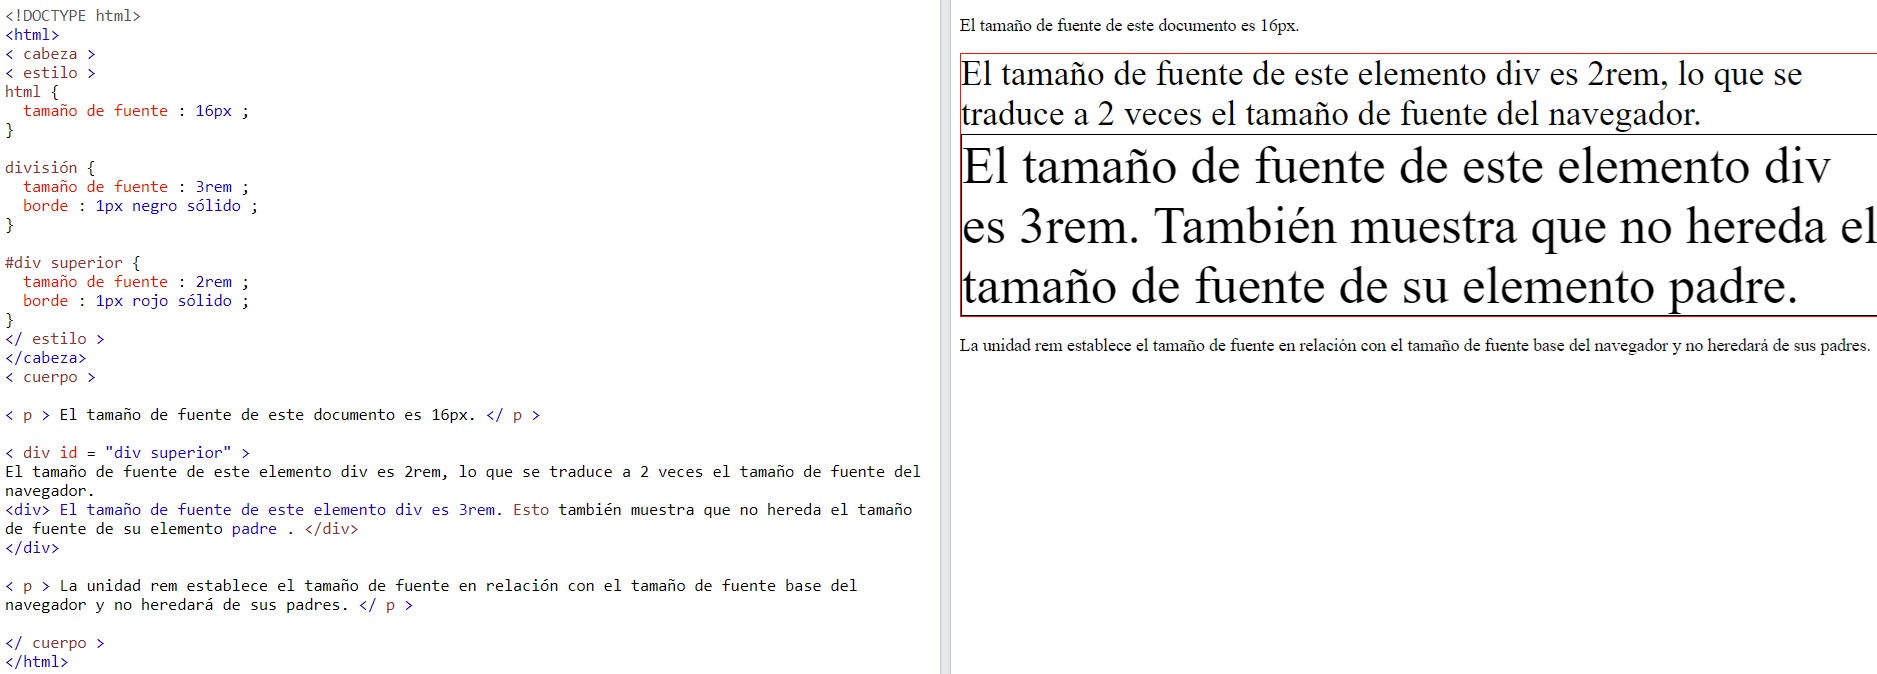 <!DOCTYPE html>
<html>
< cabeza >
< estilo >
html {
  tamaño de fuente : 16px ;
}
división {
  tamaño de fuente : 3rem ;
  borde : 1px negro sólido ;
}
#div superior {
  tamaño de fuente : 2rem ;
  borde : 1px rojo sólido ;
}
</ estilo >
</cabeza>
< cuerpo >
< p > El tamaño de fuente de este documento es 16px. </ p >
< div id = "div superior" >
El tamaño de fuente de este elemento div es 2rem, lo que se traduce a 2 veces el tamaño de fuente del
navegador.
<div> El tamaño de fuente de este elemento div es 3rem. Esto también muestra que no hereda el tamaño
de fuente de su elemento padre . </div>
</div>
< p > La unidad rem establece el tamaño de fuente en relación con el tamaño de fuente base del
navegador y no heredará de sus padres. </ p >
</ cuerpo >
</html>
El tamaño de fuente de este documento es 16px.
El tamaño de fuente de este elemento div es 2rem, lo que se
traduce a 2 veces el tamaño de fuente del navegador.
El tamaño de fuente de este elemento div
es 3rem. También muestra que no hereda el
tamaño de fuente de su elemento padre.
La unidad rem establece el tamaño de fuente en relación con el tamaño de fuente base del navegador y no heredará de sus padres.